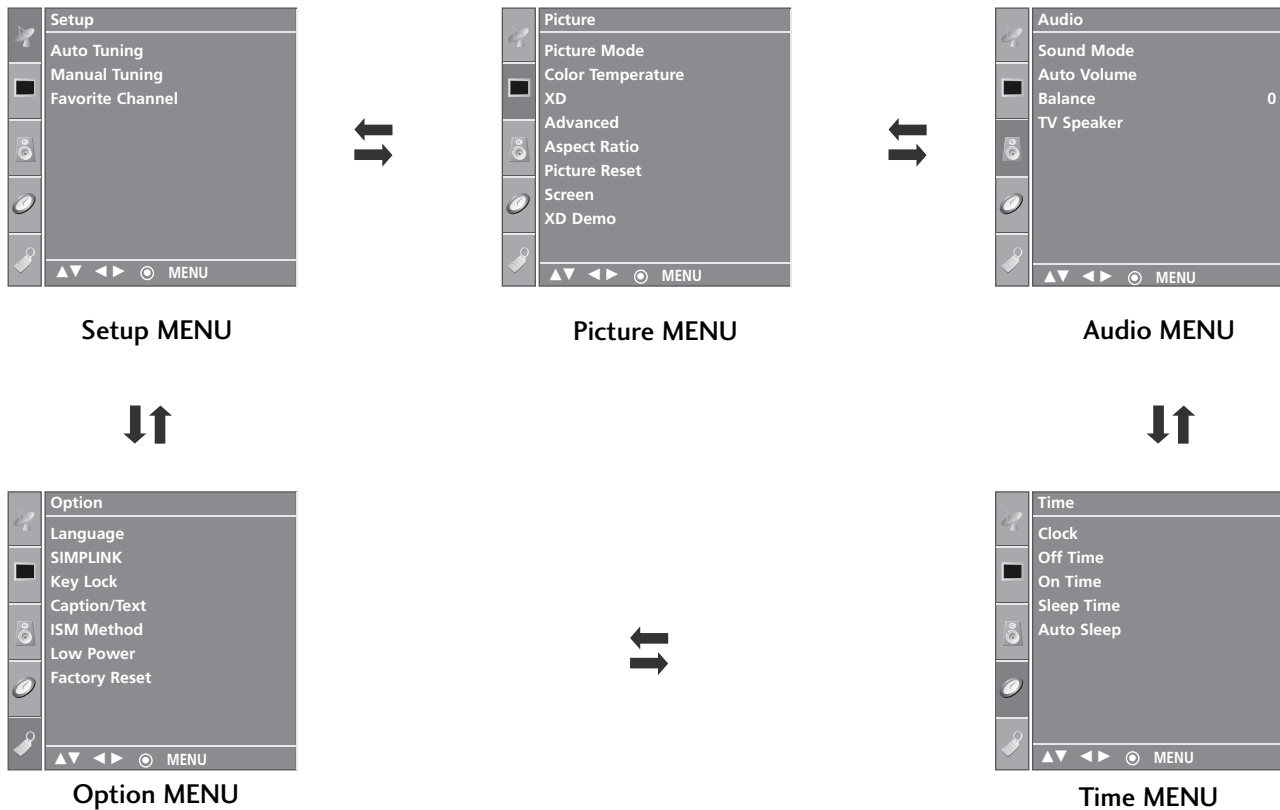 Setup
Auto Tuning
Manual Tuning
Favorite Channel
▲▼ ◄► ◉ MENU
Setup MENU
Picture
Picture Mode
Color Temperature
XD
Advanced
Aspect Ratio
Picture Reset
Screen
XD Demo
▲▼ ◄► ◉ MENU
Picture MENU
Audio
Sound Mode
Auto Volume
Balance 0
TV Speaker
▲▼ ◄► ◉ MENU
Audio MENU
Option
Language
SIMPLINK
Key Lock
Caption/Text
ISM Method
Low Power
Factory Reset
▲▼ ◄► ◉ MENU
Option MENU
Time
Clock
Off Time
On Time
Sleep Time
Auto Sleep
▲▼ ◄► ◉ MENU
Time MENU